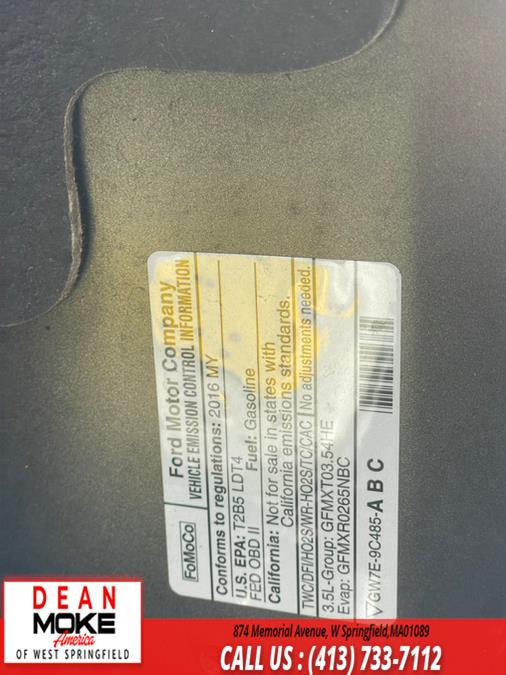 FoMoCo
Ford Motor Company
VEHICLE EMISSION CONTROL INFORMATION
Conforms to regulations: 2016 MY
U.S. EPA: T2B5 LDT4
FED OBD II Fuel: Gasoline
California: Not for sale in states with
California emissions standards.
TWC/DFI/HO2S/WR-HO2S/TC/CAC No adjustments needed.
3.5L-Group: GFMXT03.54HE
Evap: GFMXR0265NBC
GW7E-9C485-ABC
DEAN
MOKE
America
OF WEST SPRINGFIELD
874 Memorial Avenue, W Springfield,MA01089
CALL US : (413) 733-7112